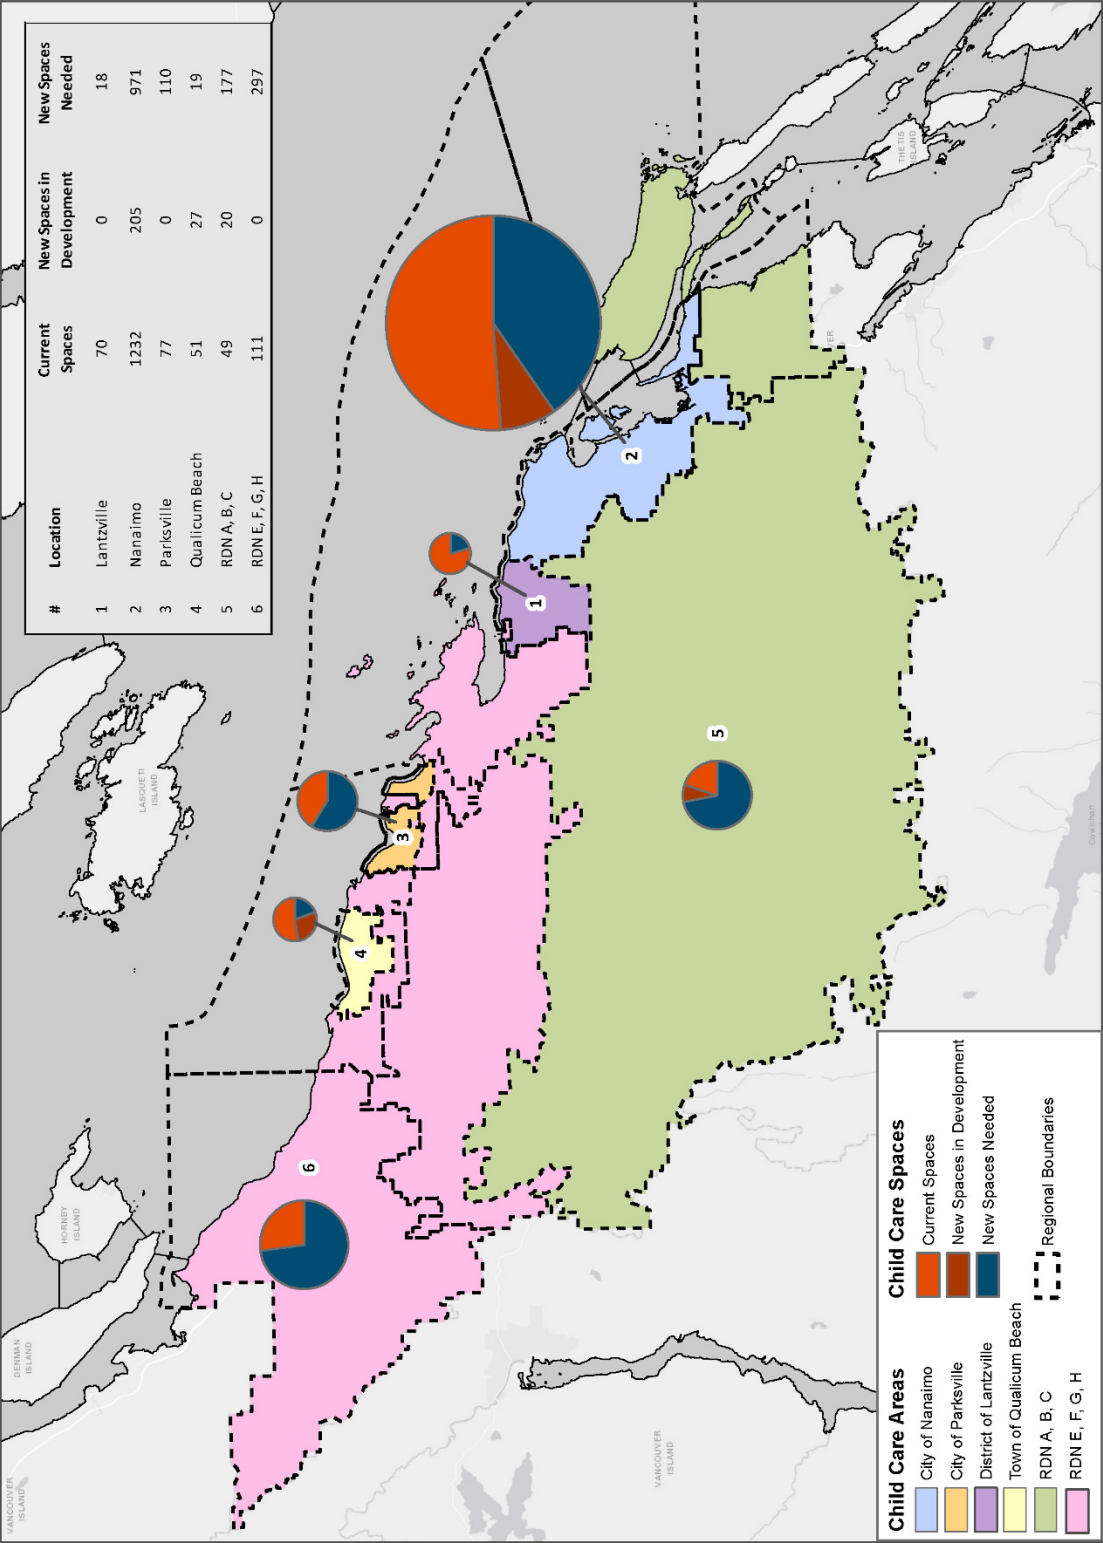 # Location Current Spaces New Spaces in Development New Spaces Needed
1 Lantzville 70 0 18
2 Nanaimo 1232 205 971
3 Parksville 77 0 110
4 Qualicum Beach 51 27 19
5 RDN A, B, C 49 20 177
6 RDN E, F, G, H 111 0 297
VANCOUVER
ISLAND
DENMAN
ISLAND
HORNBY
ISLAND
LASQUETI
ISLAND
6
4
3
1
2
5
VER
THETIS
ISLAND
VANCOUVER
ISLAND
Cowichan
Child Care Areas
City of Nanaimo
City of Parksville
District of Lantzville
Town of Qualicum Beach
RDN A, B, C
RDN E, F, G, H
Child Care Spaces
Current Spaces
New Spaces in Development
New Spaces Needed
Regional Boundaries